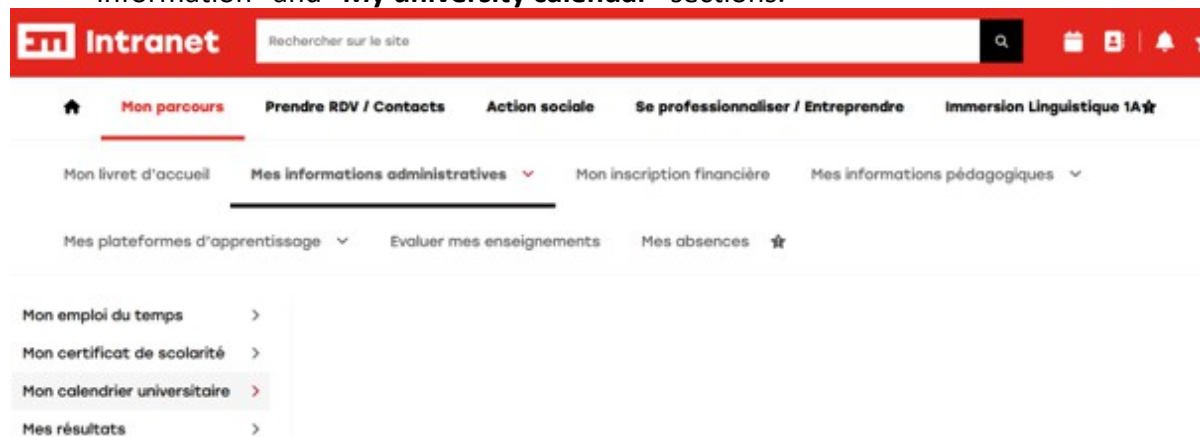 information" and "My university calendar" sections.
Intranet Rechercher sur le site
Mon parcours Prendre RDV / Contacts Action sociale Se professionnaliser / Entreprendre Immersion Linguistique 1A
Mon livret d'accueil Mes informations administratives Mon inscription financière Mes informations pédagogiques
Mes plateformes d'apprentissage Evaluer mes enseignements Mes absences
Mon emploi du temps
Mon certificat de scolarité
Mon calendrier universitaire
Mes résultats